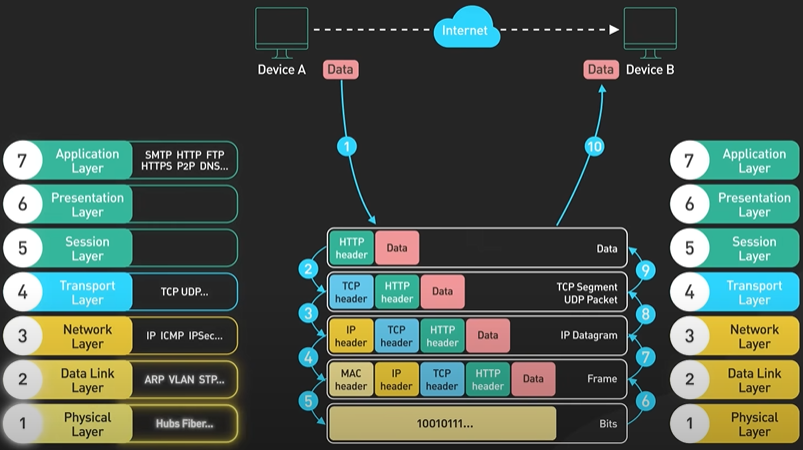 Internet
Device A
Data
Data
Device B
1
10
7
Application
Layer
SMTP HTTP FTP
HTTPS P2P DNS...
6
Presentation
Layer
5
Session
Layer
4
Transport
Layer
TCP UDP...
3
Network
Layer
IP ICMP IPSec...
2
Data Link
Layer
ARP VLAN STP...
1
Physical
Layer
Hubs Fiber...
HTTP
header
Data
Data
2
9
TCP
header
HTTP
header
Data
TCP Segment
UDP Packet
3
8
IP
header
TCP
header
HTTP
header
Data
IP Datagram
4
7
MAC
header
IP
header
TCP
header
HTTP
header
Data
Frame
5
6
10010111...
Bits
7
Application
Layer
6
Presentation
Layer
5
Session
Layer
4
Transport
Layer
3
Network
Layer
2
Data Link
Layer
1
Physical
Layer